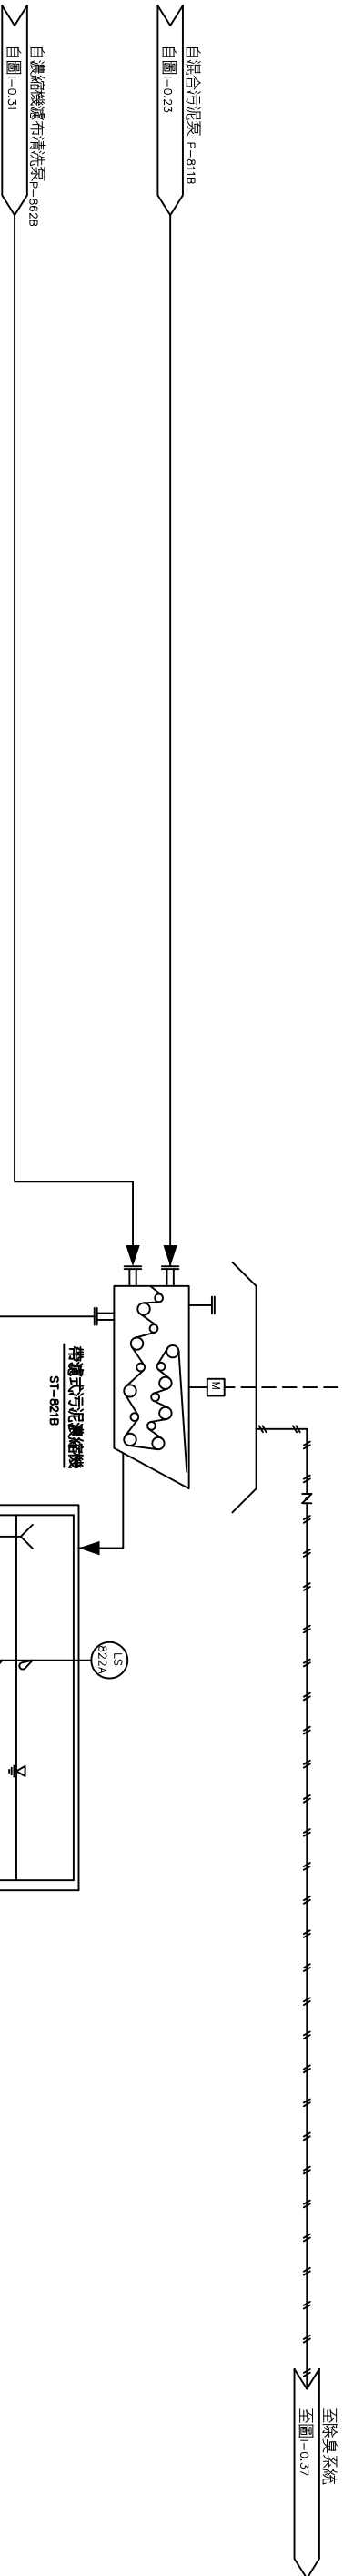 自混合污泥泵 P-811B
自圖I-0.23
自濃縮機濾布清洗泵P-862B
自圖I-0.31
M
帶濾式污泥濃縮機
ST-821B
LS
822A
至除臭系統
至圖I-0.37